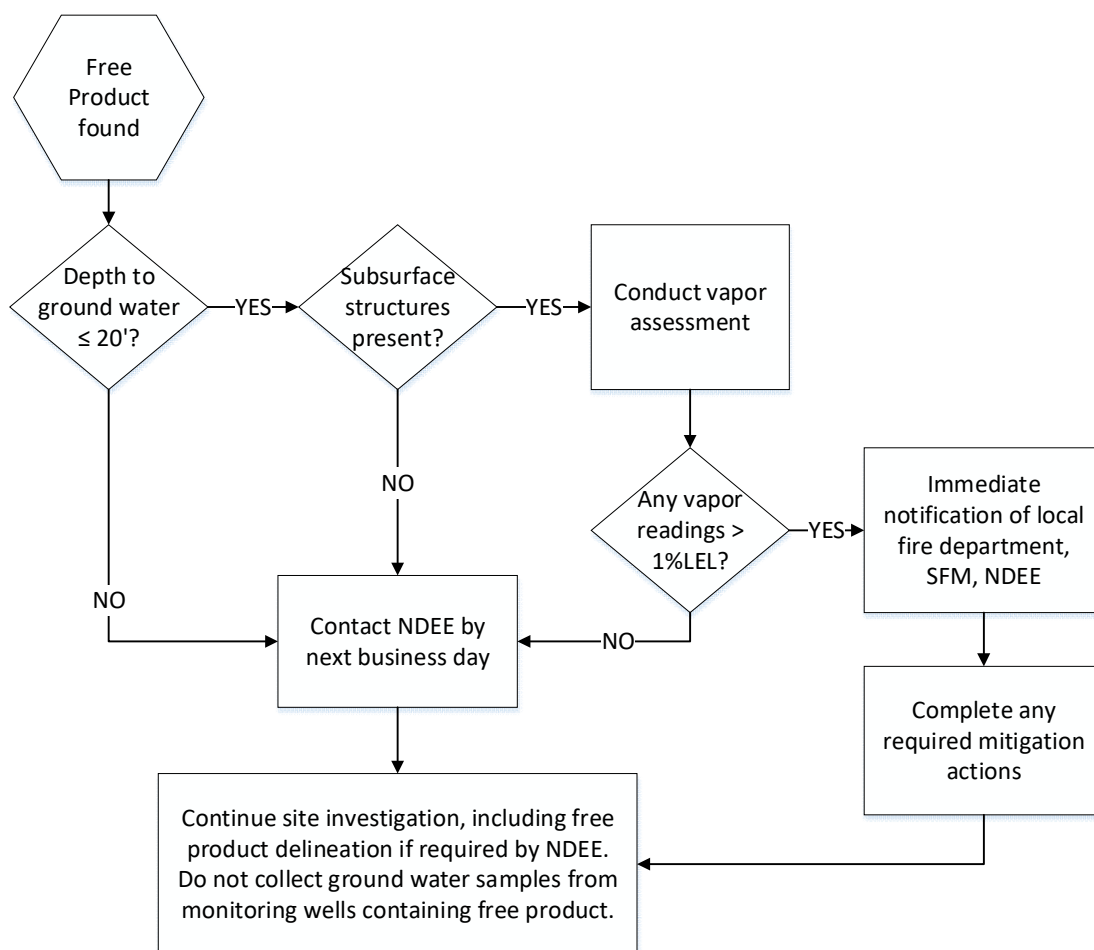 Free
Product
found
Depth to
ground water
≤ 20'?
YES
Subsurface
structures
present?
YES
Conduct vapor
assessment
NO
NO
Any vapor
readings >
1%LEL?
YES
Immediate
notification of local
fire department,
SFM, NDEE
NO
Contact NDEE by
next business day
Complete any
required mitigation
actions
Continue site investigation, including free
product delineation if required by NDEE.
Do not collect ground water samples from
monitoring wells containing free product.